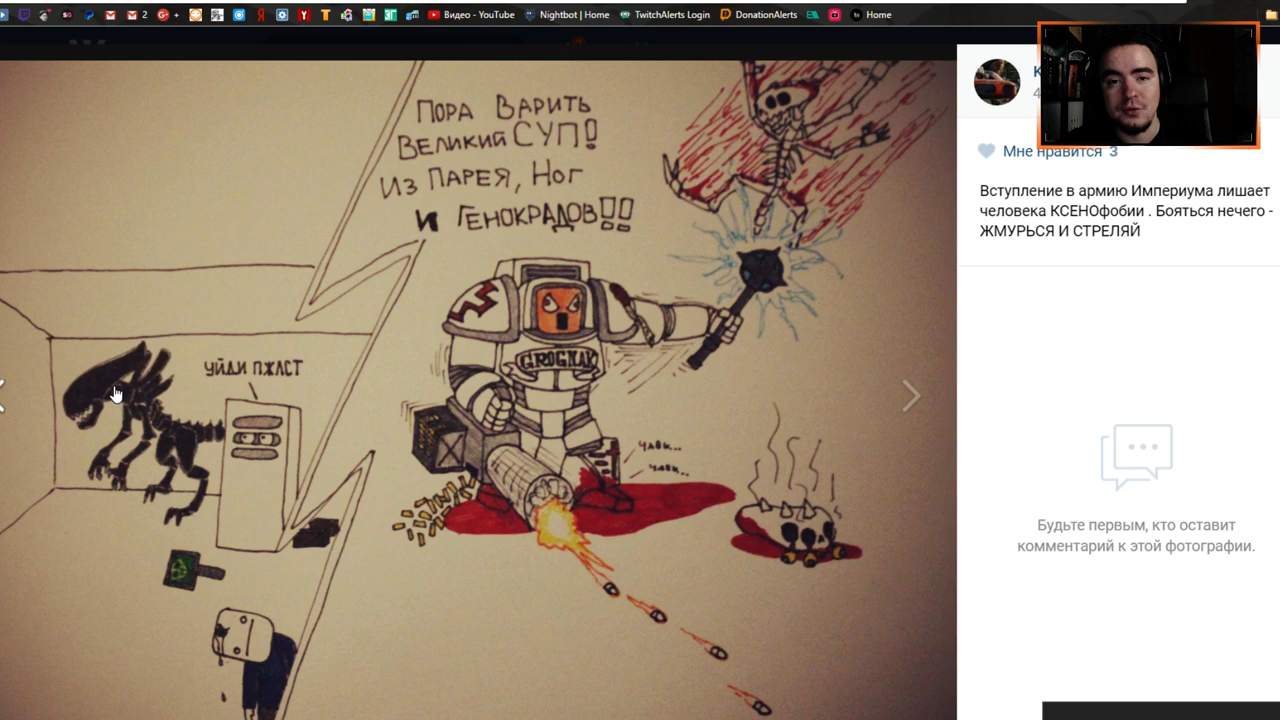 2
+
Видео - YouTube
Nightbot | Home
TwitchAlerts Login
DonationAlerts
Home
ПОРА ВАРИТЬ
ВЕЛИКИЙ СУП!
ИЗ ПАРЕЯ, НОГ
И ГЕНОКРАДОВ!!
УЙДИ ПЖЛСТ
GROGNAK
ЧАВК..
ЧАВК..
К
4
Мне нравится 3
Вступление в армию Империума лишает
человека КСЕНОфобии . Бояться нечего -
ЖМУРЬСЯ И СТРЕЛЯЙ
Будьте первым, кто оставит
комментарий к этой фотографии.